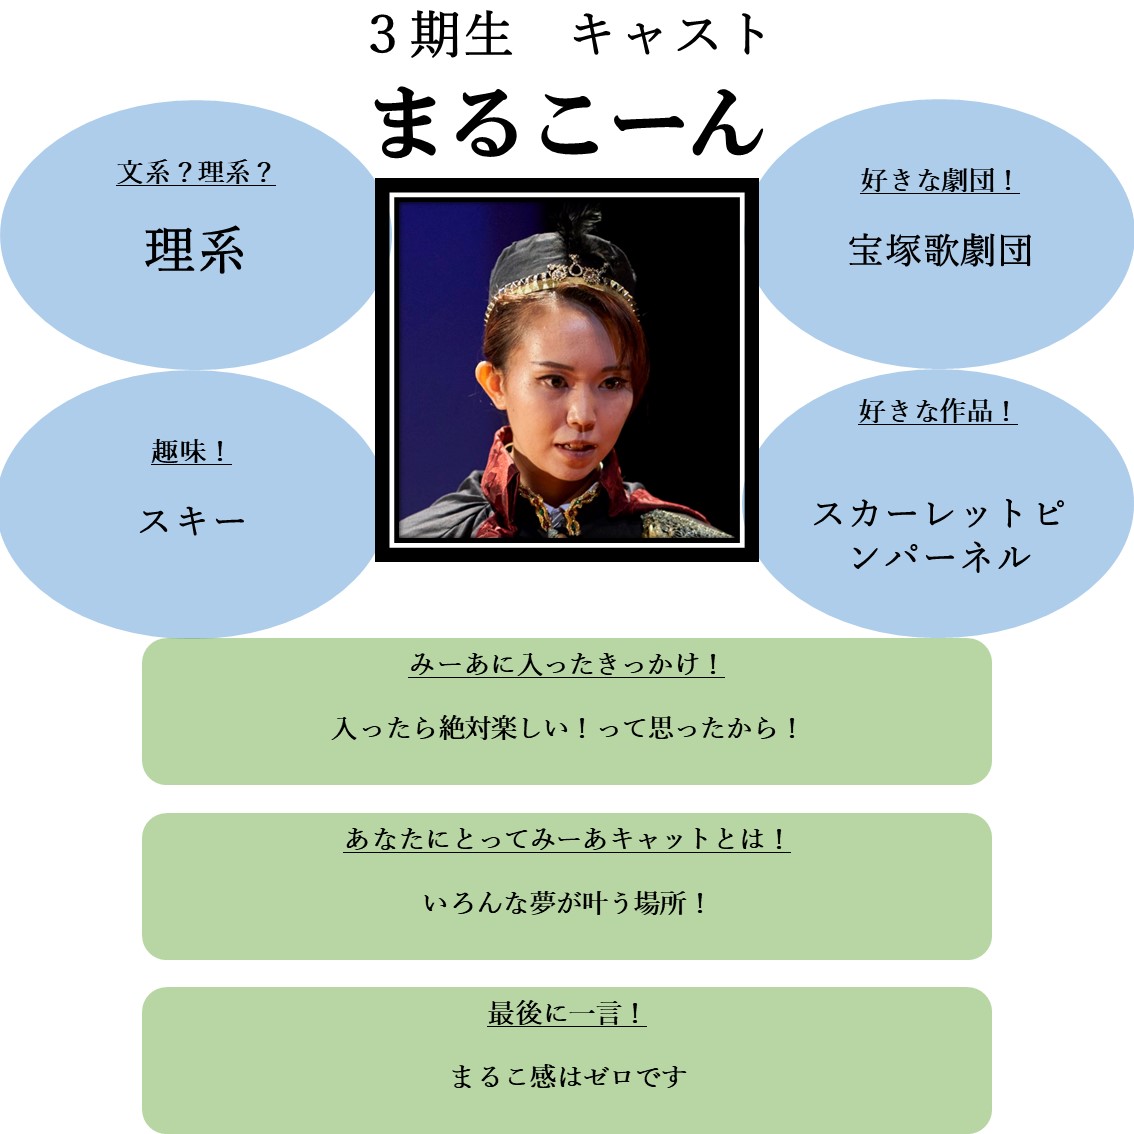 ３期生　キャスト
まるこーん
文系？理系？
理系
好きな劇団！
宝塚歌劇団
趣味！
スキー
好きな作品！
スカーレットピ
ンパーネル
みーあに入ったきっかけ！
入ったら絶対楽しい！って思ったから！
あなたにとってみーあキャットとは！
いろんな夢が叶う場所！
最後に一言！
まるこ感はゼロです